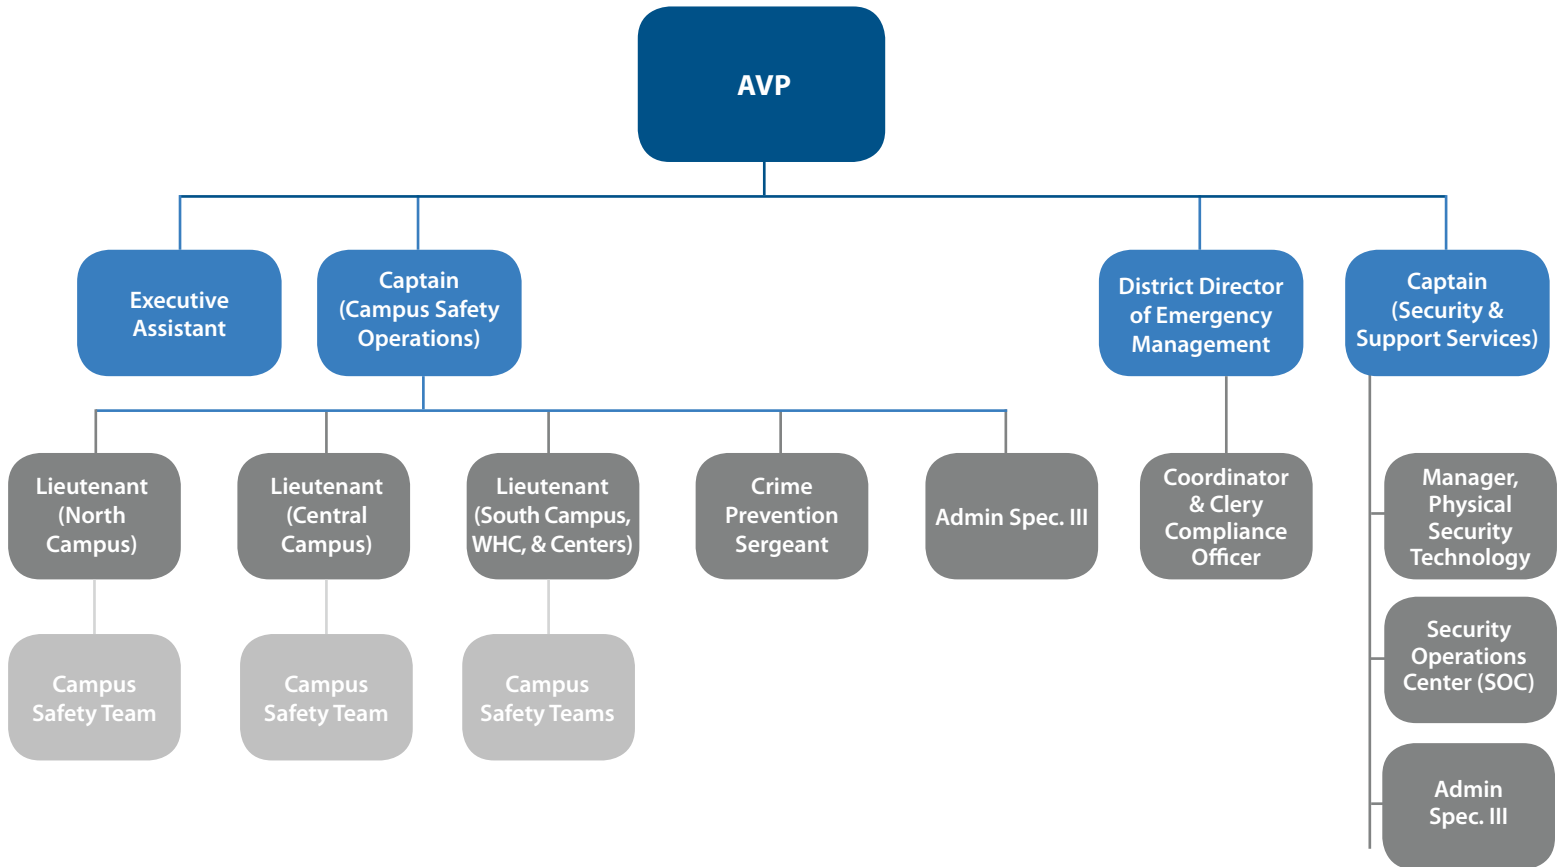 AVP
Executive
Assistant
Captain
(Campus Safety
Operations)
District Director
of Emergency
Management
Captain
(Security &
Support Services)
Lieutenant
(North
Campus)
Lieutenant
(Central
Campus)
Lieutenant
(South Campus,
WHC, & Centers)
Crime
Prevention
Sergeant
Admin Spec. III
Coordinator
& Clery
Compliance
Officer
Manager,
Physical
Security
Technology
Campus
Safety Team
Campus
Safety Team
Campus
Safety Teams
Security
Operations
Center (SOC)
Admin
Spec. III